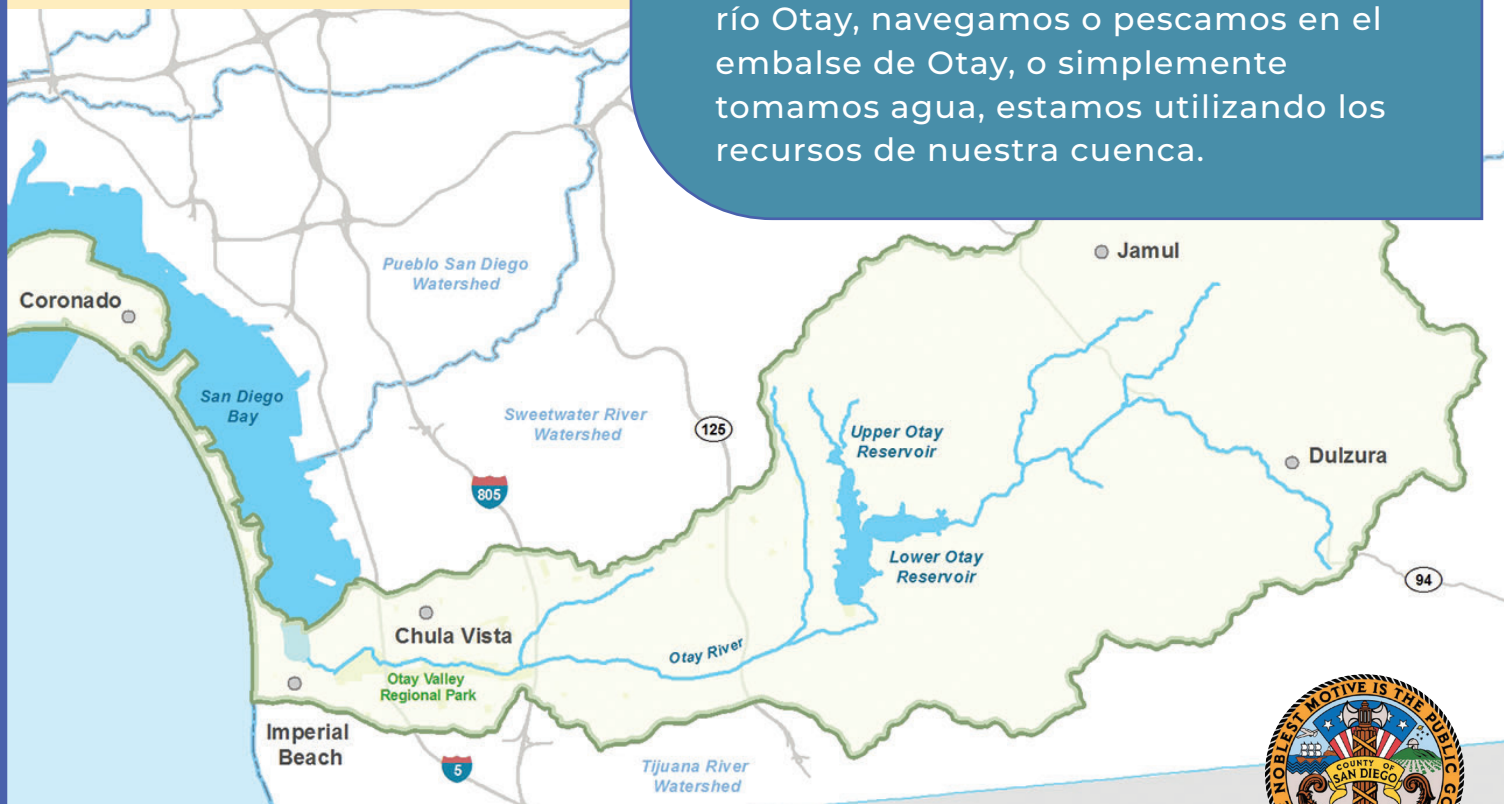 río Otay, navegamos o pescamos en el
embalse de Otay, o simplemente
tomamos agua, estamos utilizando los
recursos de nuestra cuenca.
Jamul
Pueblo San Diego
Watershed
Coronado
San Diego
Bay
Sweetwater River
Watershed
125
Upper Otay
Reservoir
Dulzura
805
Lower Otay
Reservoir
94
Chula Vista
Otay River
Otay Valley
Regional Park
Imperial
Beach
5
Tijuana River
Watershed
NOBLEST MOTIVE IS THE PUBLIC
COUNTY OF
SAN DIEGO